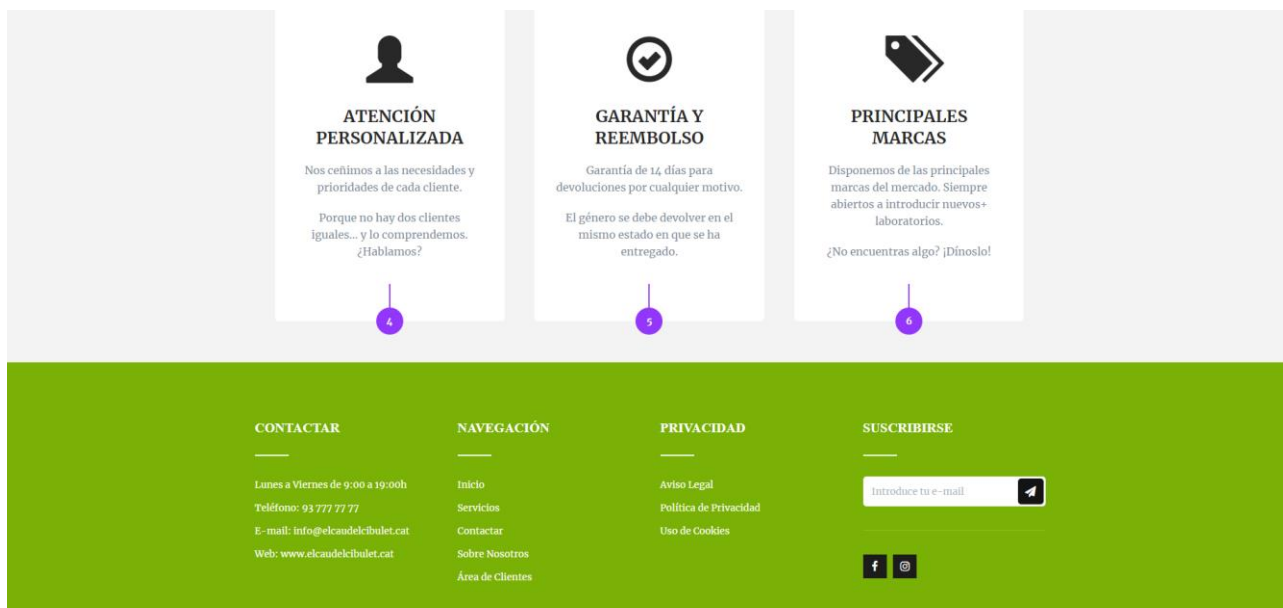 ATENCIÓN
PERSONALIZADA
Nos ceñimos a las necesidades y
prioridades de cada cliente.
Porque no hay dos clientes
iguales... y lo comprendemos.
¿Hablamos?
4
GARANTÍA Y
REEMBOLSO
Garantía de 14 días para
devoluciones por cualquier motivo.
El género se debe devolver en el
mismo estado en que se ha
entregado.
5
PRINCIPALES
MARCAS
Disponemos de las principales
marcas del mercado. Siempre
abiertos a introducir nuevos+
laboratorios.
¿No encuentras algo? ¡Dínoslo!
6
CONTACTAR
Lunes a Viernes de 9:00 a 19:00h
Teléfono: 93 777 77 77
E-mail: info@elcaudelcibulet.cat
Web: www.elcaudelcibulet.cat
NAVEGACIÓN
Inicio
Servicios
Contactar
Sobre Nosotros
Área de Clientes
PRIVACIDAD
Aviso Legal
Política de Privacidad
Uso de Cookies
SUSCRIBIRSE
Introduce tu e-mail